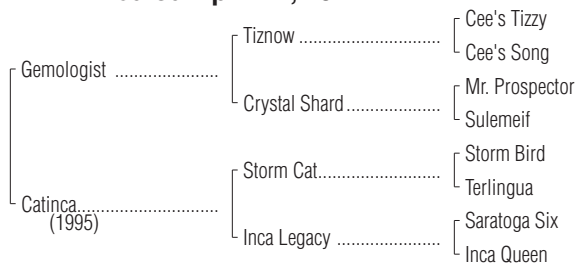 Cee's Tizzy
Tiznow
Cee's Song
Gemologist
Mr. Prospector
Crystal Shard
Sulemeif
Storm Bird
Storm Cat
Terlingua
Catinca
(1995)
Saratoga Six
Inca Legacy
Inca Queen